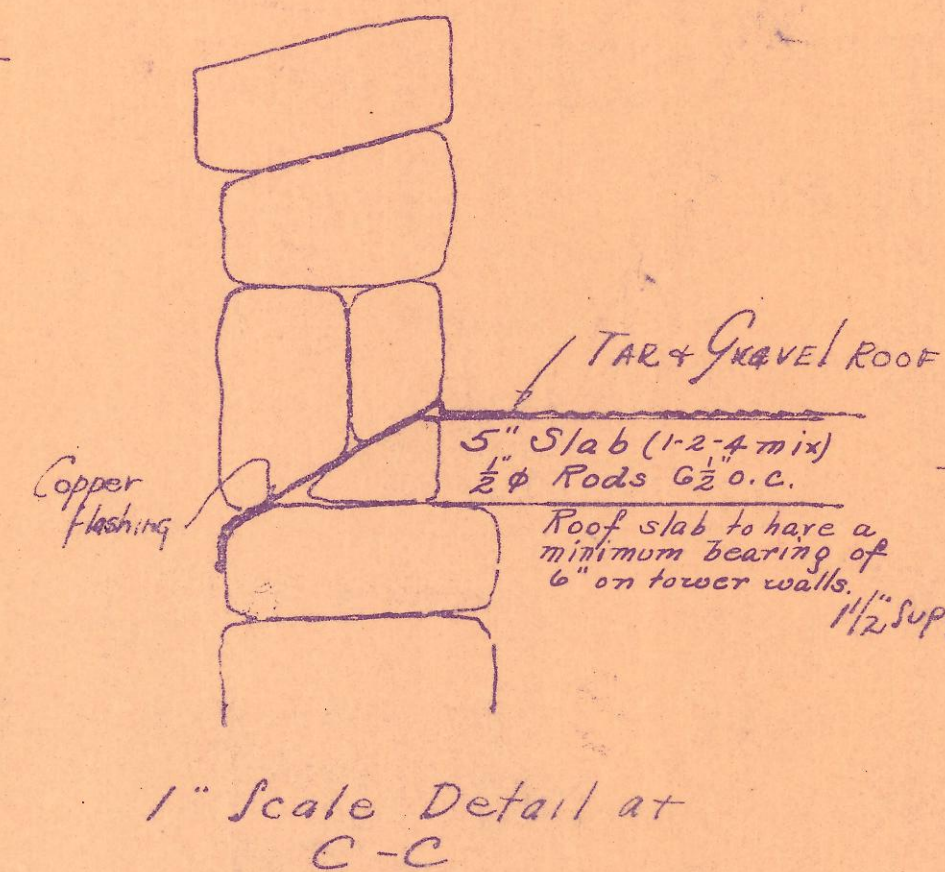 TAR & GRAVEL ROOF
5" Slab (1-2-4 mix)
1/2" ф Rods 6 1/2" o.c.
Copper
flashing
Roof slab to have a
minimum bearing of
6" on tower walls.
1 1/2" Sup
1" Scale Detail at
C-C